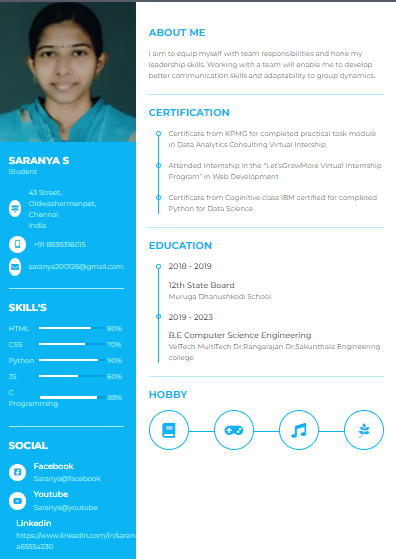 SARANYA S
Student
43 Street,
Oldwashermenpet,
Chennai
India
+91 8838316015
saranya200126@gmail.com
SKILL'S
HTML 80%
CSS 70%
Python 90%
JS 60%
C
Programming 88%
SOCIAL
Facebook
Saranya@facebook
Youtube
Saranya@youtube
Linkedin
https://www.linkedin.com/in/saran
a6555a230
ABOUT ME
I aim to equip myself with team responsibilities and hone my
leadership skills. Working with a team will enable me to develop
better communication skills and adaptability to group dynamics.
CERTIFICATION
Certificate from KPMG for completed practical task module
in Data Analytics Consulting Virtual Intership
Attended Internship in the "Let'sGrowMore Virtual Internship
Program" in Web Development
Certificate from Coginitive class IBM certified for completed
Python for Data Science
EDUCATION
2018 - 2019
12th State Board
Muruga Dhanushkodi School
2019 - 2023
B.E Computer Science Engineering
VelTech MultiTech Dr.Rangarajan Dr.Sakunthala Engineering
college
HOBBY